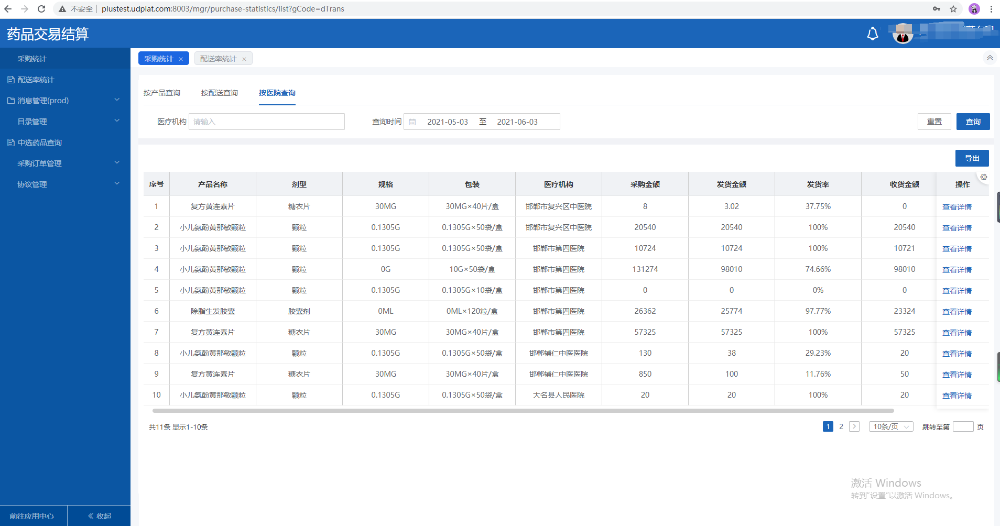 不安全 plustest.udplat.com:8003/mgr/purchase-statistics/list?gCode=dTrans
药品交易结算
采购统计
配送率统计
消息管理(prod)
目录管理
中选药品查询
采购订单管理
协议管理
前往应用中心 收起
采购统计 × 配送率统计 ×
按产品查询 按配送查询 按医院查询
医疗机构 请输入 查询时间 2021-05-03 至 2021-06-03 重置 查询
导出
序号 产品名称 剂型 规格 包装 医疗机构 采购金额 发货金额 发货率 收货金额 操作
1 复方黄连素片 糖衣片 30MG 30MG×40片/盒 邯郸市复兴区中医院 8 3.02 37.75% 0 查看详情
2 小儿氨酚黄那敏颗粒 颗粒 0.1305G 0.1305G×50袋/盒 邯郸市复兴区中医院 20540 20540 100% 20540 查看详情
3 小儿氨酚黄那敏颗粒 颗粒 0.1305G 0.1305G×50袋/盒 邯郸市第四医院 10724 10724 100% 10721 查看详情
4 小儿氨酚黄那敏颗粒 颗粒 0G 10G×50袋/盒 邯郸市第四医院 131274 98010 74.66% 98010 查看详情
5 小儿氨酚黄那敏颗粒 颗粒 0.1305G 0.1305G×10袋/盒 邯郸市第四医院 0 0 0% 0 查看详情
6 除脂生发胶囊 胶囊剂 0ML 0ML×120粒/盒 邯郸市第四医院 26362 25774 97.77% 23324 查看详情
7 复方黄连素片 糖衣片 30MG 30MG×40片/盒 邯郸市第四医院 57325 57325 100% 57325 查看详情
8 小儿氨酚黄那敏颗粒 颗粒 0.1305G 0.1305G×50袋/盒 邯郸辅仁中医医院 130 38 29.23% 20 查看详情
9 复方黄连素片 糖衣片 30MG 30MG×40片/盒 邯郸辅仁中医医院 850 100 11.76% 50 查看详情
10 小儿氨酚黄那敏颗粒 颗粒 0.1305G 0.1305G×50袋/盒 大名县人民医院 20 20 100% 20 查看详情
共11条 显示1-10条 1 2 10条/页 跳转至第 页
激活 Windows
转到"设置"以激活 Windows。